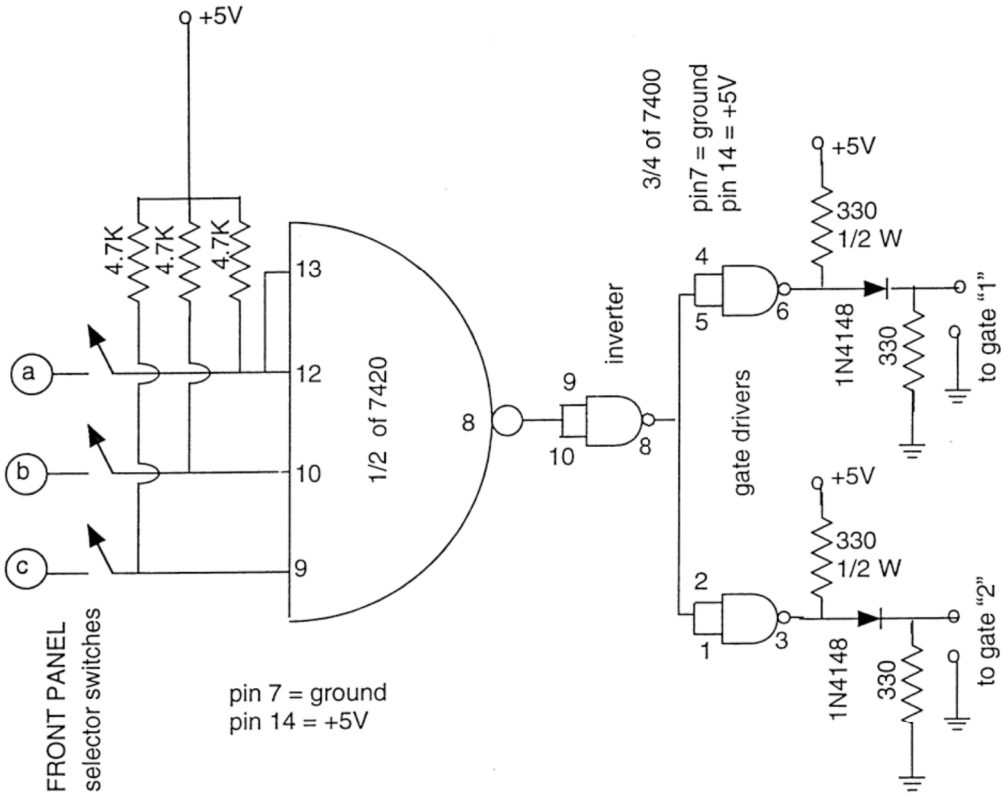 +5V
4.7K
4.7K
4.7K
a
b
c
FRONT PANEL
selector switches
13
12
10
9
1/2 of 7420
8
pin 7 = ground
pin 14 = +5V
9
10
8
inverter
3/4 of 7400
pin7 = ground
pin 14 = +5V
4
5
6
gate drivers
2
1
3
+5V
330
1/2 W
1N4148
330
to gate "1"
+5V
330
1/2 W
1N4148
330
to gate "2"